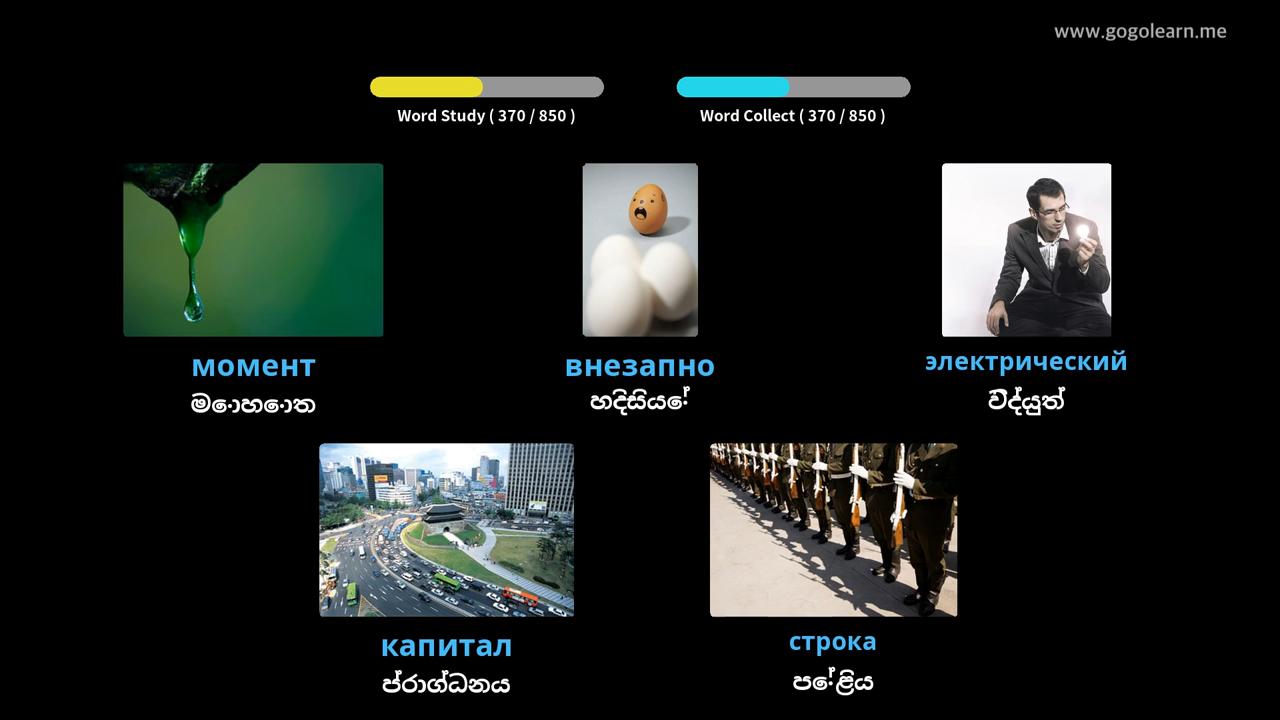 www.gogolearn.me
Word Study ( 370 / 850 )
Word Collect ( 370 / 850 )
момент
внезапно
электрический
මොහොත
හදිසියේ
විද්යුත්
капитал
строка
ප්රාග්ධනය
පේළිය